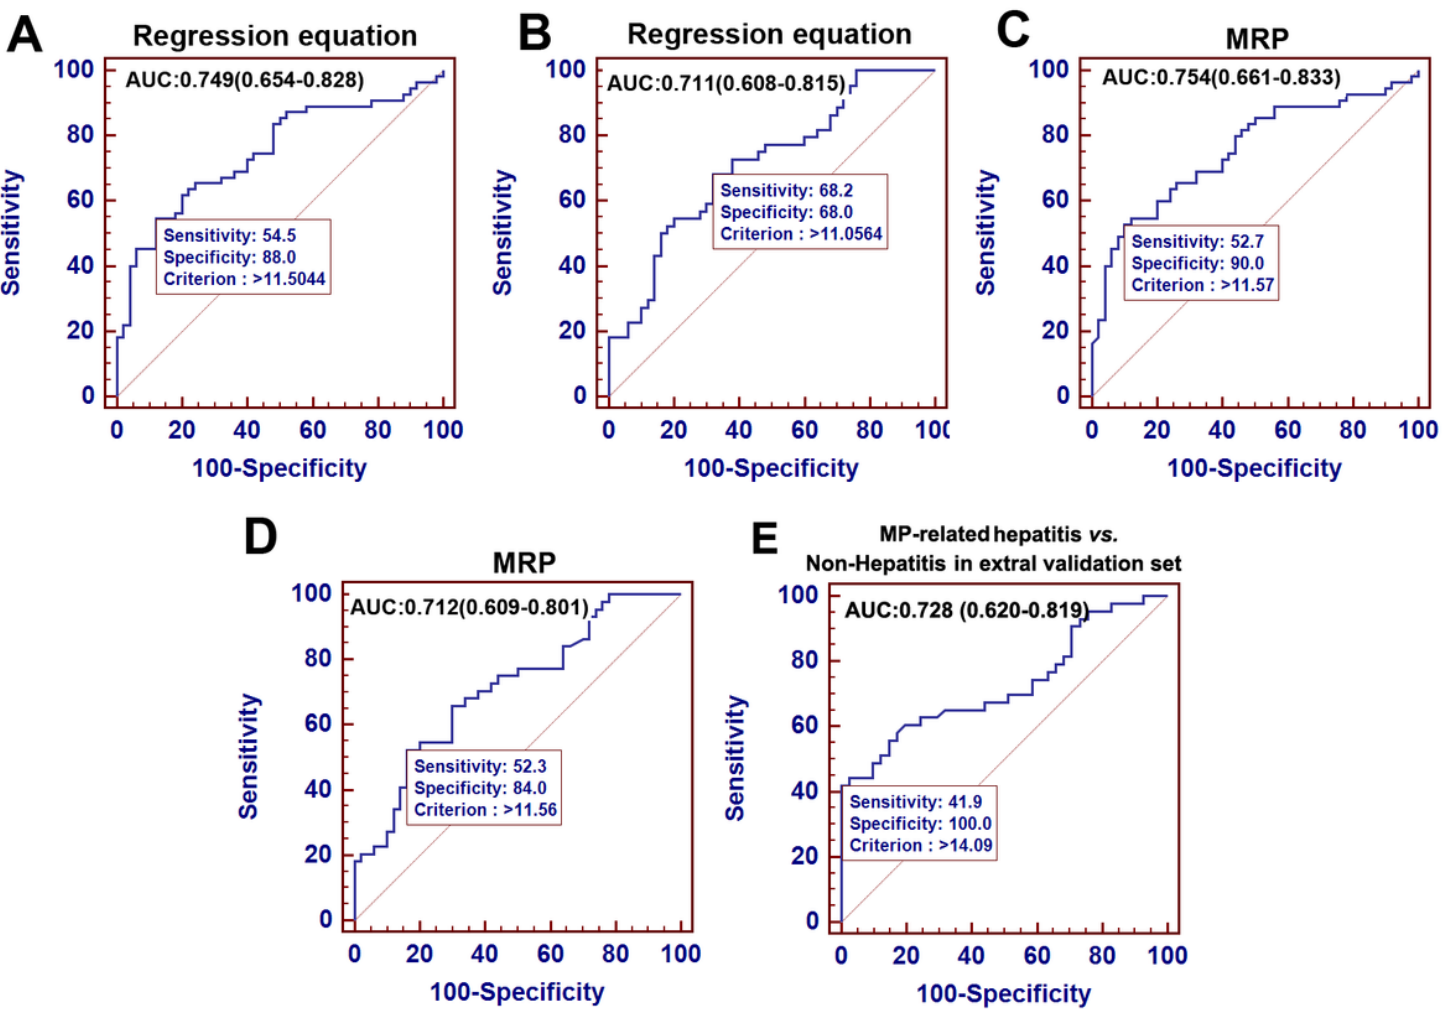 A
Regression equation
AUC:0.749(0.654-0.828)
100
80
60
40
20
0
Sensitivity
Sensitivity: 54.5
Specificity: 88.0
Criterion : >11.5044
0 20 40 60 80 100
100-Specificity
B
Regression equation
AUC:0.711(0.608-0.815)
100
80
60
40
20
0
Sensitivity
Sensitivity: 68.2
Specificity: 68.0
Criterion : >11.0564
0 20 40 60 80 100
100-Specificity
C
MRP
AUC:0.754(0.661-0.833)
100
80
60
40
20
0
Sensitivity
Sensitivity: 52.7
Specificity: 90.0
Criterion : >11.57
0 20 40 60 80 100
100-Specificity
D
MRP
AUC:0.712(0.609-0.801)
100
80
60
40
20
0
Sensitivity
Sensitivity: 52.3
Specificity: 84.0
Criterion : >11.56
0 20 40 60 80 100
100-Specificity
E
MP-related hepatitis vs.
Non-Hepatitis in extral validation set
AUC:0.728 (0.620-0.819)
100
80
60
40
20
0
Sensitivity
Sensitivity: 41.9
Specificity: 100.0
Criterion : >14.09
0 20 40 60 80 100
100-Specificity